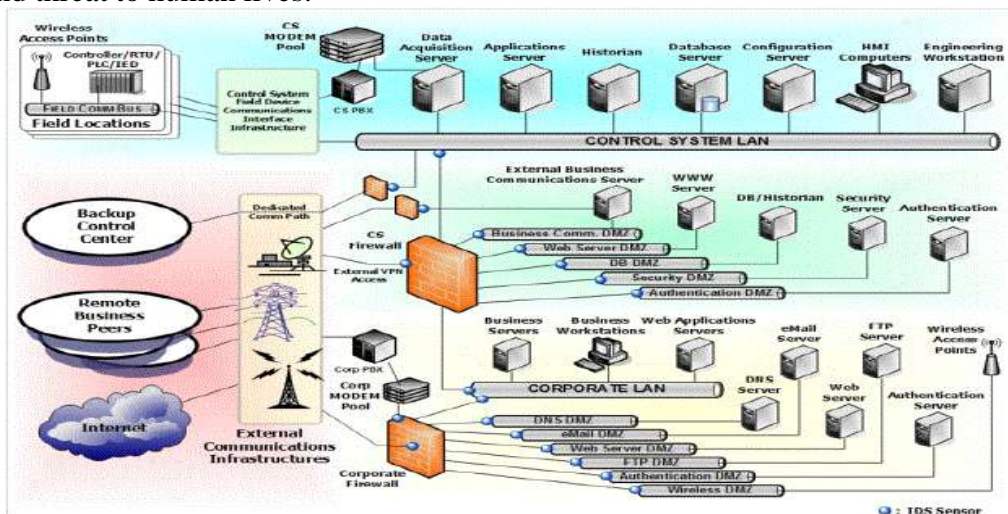 nd threat to human lives.
Wireless
Access Points
Controller/RTU/
PLC/IED
FIELD COMM BUS
Field Locations
Control System
Field Device
Communications
Interface
Infrastructure
CS
MODEM
Pool
CS PBX
Data
Acquisition
Server
Applications
Server
Historian
Database
Server
Configuration
Server
HMI
Computers
Engineering
Workstation
CONTROL SYSTEM LAN
Backup
Control
Center
Dedicated
Comm Path
CS
Firewall
External VPN
Access
External Business
Communications Server
WWW
Server
DB/Historian
Security
Server
Authentication
Server
Business Comm. DMZ
Web Server DMZ
DB DMZ
Security DMZ
Authentication DMZ
Remote
Business
Peers
Internet
External
Communications
Infrastructures
Corp PBX
Corp
MODEM
Pool
Corporate
Firewall
Business
Servers
Business
Workstations
Web Applications
Servers
CORPORATE LAN
DNS
Server
eMail
Server
Web
Server
FTP
Server
Authentication
Server
Wireless
Access
Points
DNS DMZ
eMail DMZ
Web Server DMZ
FTP DMZ
Authentication DMZ
Wireless DMZ
: IDS Sensor